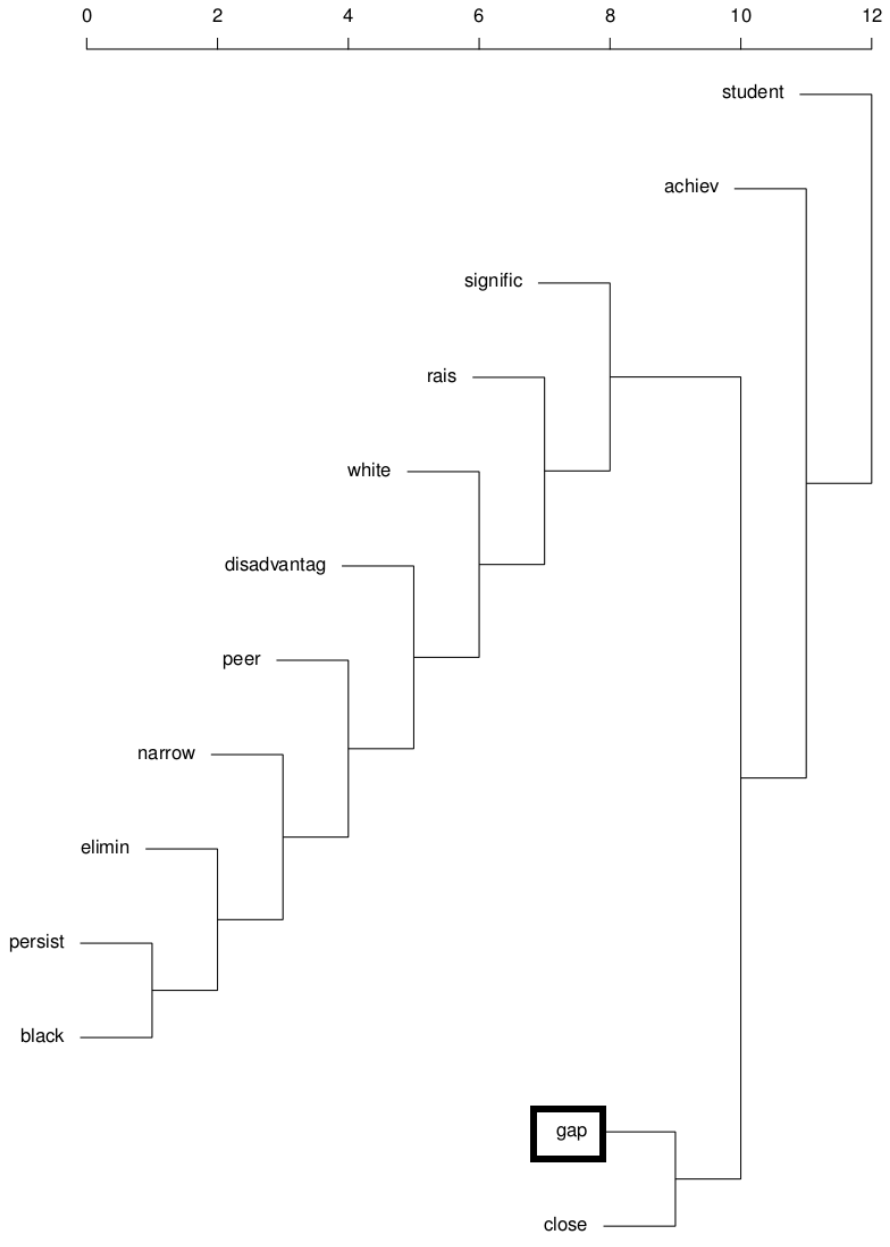 0 2 4 6 8 10 12
student
achiev
signific
rais
white
disadvantag
peer
narrow
elimin
persist
black
gap
close